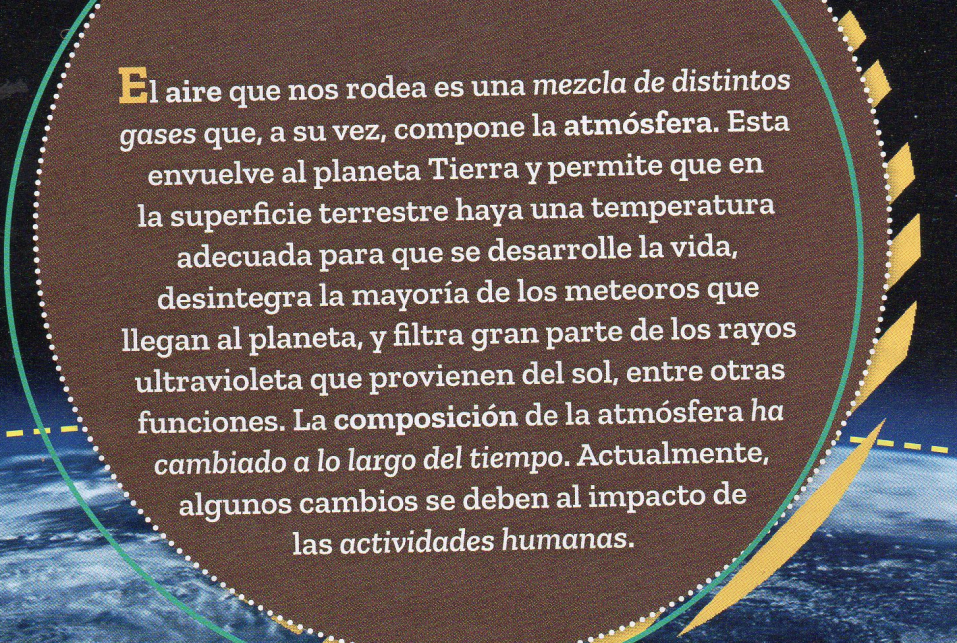 El aire que nos rodea es una mezcla de distintos
gases que, a su vez, compone la atmósfera. Esta
envuelve al planeta Tierra y permite que en
la superficie terrestre haya una temperatura
adecuada para que se desarrolle la vida,
desintegra la mayoría de los meteoros que
llegan al planeta, y filtra gran parte de los rayos
ultravioleta que provienen del sol, entre otras
funciones. La composición de la atmósfera ha
cambiado a lo largo del tiempo. Actualmente,
algunos cambios se deben al impacto de
las actividades humanas.